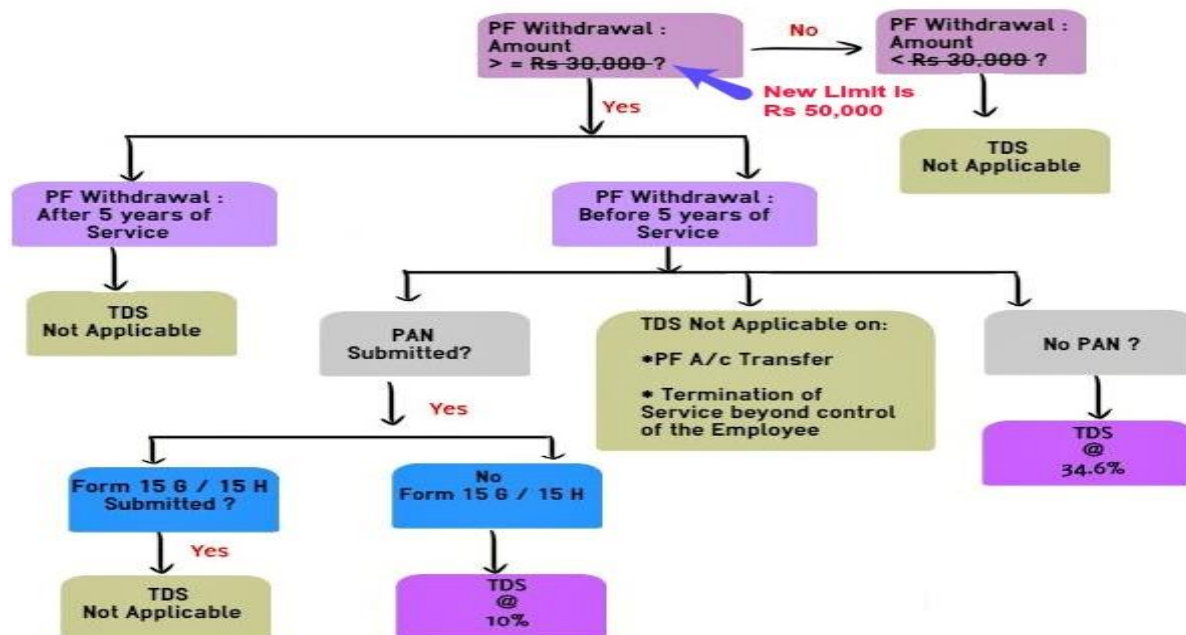 PF Withdrawal :
Amount
> = Rs 30,000 ?
No
PF Withdrawal :
Amount
< Rs 30,000 ?
New Limit is
Rs 50,000
Yes
TDS
Not Applicable
PF Withdrawal :
After 5 years of
Service
PF Withdrawal :
Before 5 years of
Service
TDS
Not Applicable
PAN
Submitted?
TDS Not Applicable on:
*PF A/c Transfer
* Termination of
Service beyond control
of the Employee
No PAN ?
Yes
TDS
@
34.6%
Form 15 G / 15 H
Submitted ?
No
Form 15 G / 15 H
Yes
TDS
Not Applicable
TDS
@
10%